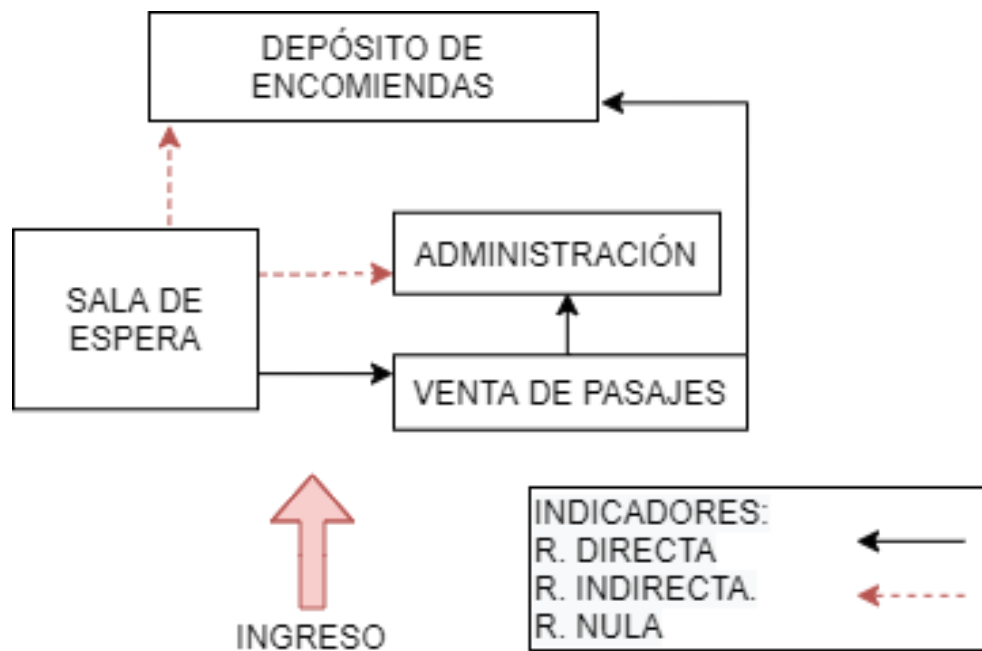 DEPÓSITO DE
ENCOMIENDAS
ADMINISTRACIÓN
SALA DE
ESPERA
VENTA DE PASAJES
INGRESO
INDICADORES:
R. DIRECTA
R. INDIRECTA.
R. NULA